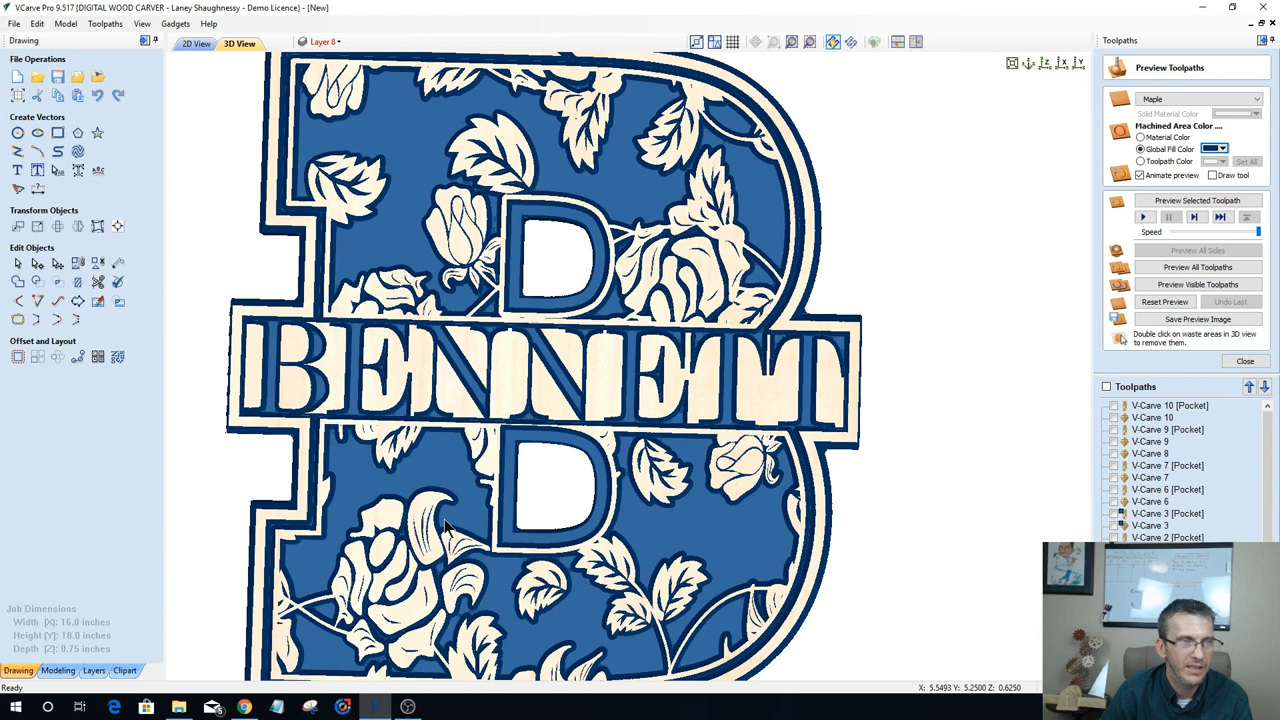 VCarve Pro 9.517 {DIGITAL WOOD CARVER - Laney Shaughnessy - Demo Licence} - [New]
File Edit Model Toolpaths View Gadgets Help
Drawing
2D View 3D View Layer 8
Toolpaths
File Operations
Create Vectors
Transform Objects
Edit Objects
Offset and Layout
Job Dimensions
Width (X): 16.0 inches
Height (Y): 18.0 inches
Depth (Z): 0.75 inches
Drawing Modeling Layers Clipart
Ready
BENNETT
Preview Toolpaths
Maple
Solid Material Color
Machined Area Color ....
Material Color
Global Fill Color
Toolpath Color Set All
Animate preview Draw tool
Preview Selected Toolpath
Speed
Preview All Sides
Preview All Toolpaths
Preview Visible Toolpaths
Reset Preview Undo Last
Save Preview Image
Double click on waste areas in 3D view
to remove them.
Close
Toolpaths
V-Carve 10 [Pocket]
V-Carve 10
V-Carve 9 [Pocket]
V-Carve 9
V-Carve 8
V-Carve 7 [Pocket]
V-Carve 7
V-Carve 6 [Pocket]
V-Carve 6
V-Carve 3 [Pocket]
V-Carve 3
V-Carve 2 [Pocket]
X: 5.5493 Y: 5.2500 Z: 0.6250